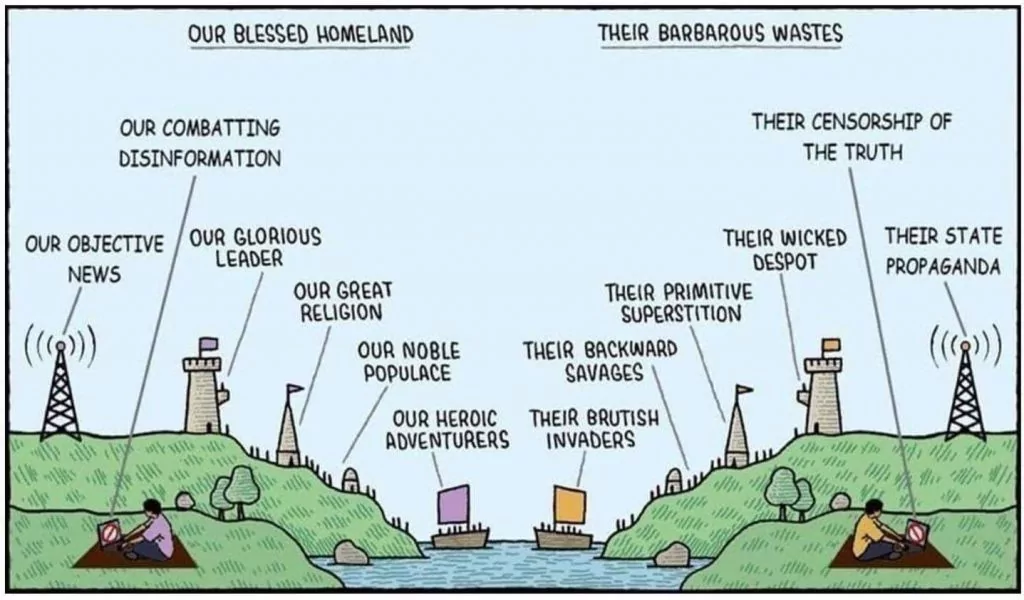 OUR BLESSED HOMELAND
THEIR BARBAROUS WASTES
OUR COMBATTING
DISINFORMATION
THEIR CENSORSHIP OF
THE TRUTH
OUR OBJECTIVE
NEWS
OUR GLORIOUS
LEADER
THEIR WICKED
DESPOT
THEIR STATE
PROPAGANDA
OUR GREAT
RELIGION
THEIR PRIMITIVE
SUPERSTITION
OUR NOBLE
POPULACE
THEIR BACKWARD
SAVAGES
OUR HEROIC
ADVENTURERS
THEIR BRUTISH
INVADERS